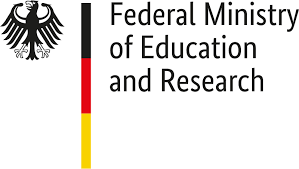 Federal Ministry
of Education
and Research